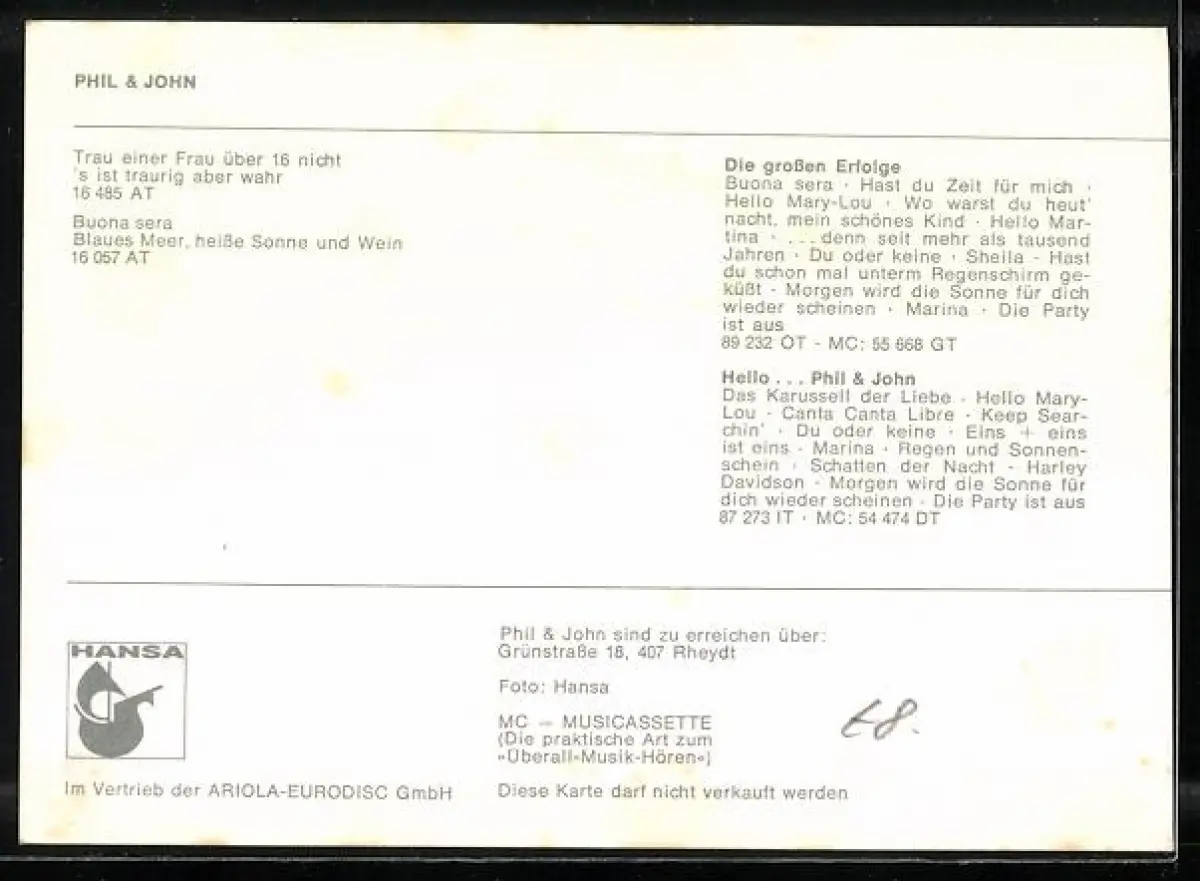 PHIL & JOHN
Trau einer Frau über 16 nicht
's ist traurig aber wahr
16 485 AT
Buona sera
Blaues Meer, heiße Sonne und Wein
16 057 AT
Die großen Erfolge
Buona sera · Hast du Zeit für mich ·
Hello Mary-Lou · Wo warst du heut'
nacht, mein schönes Kind · Hello Mar-
tina · ... denn seit mehr als tausend
Jahren · Du oder keine · Sheila - Hast
du schon mal unterm Regenschirm ge-
küßt - Morgen wird die Sonne für dich
wieder scheinen · Marina · Die Party
ist aus
89 232 OT - MC: 55 668 GT
Hello ... Phil & John
Das Karussell der Liebe · Hello Mary-
Lou · Canta Canta Libre · Keep Sear-
chin' · Du oder keine · Eins + eins
ist eins · Marina · Regen und Sonnen-
schein · Schatten der Nacht - Harley
Davidson · Morgen wird die Sonne für
dich wieder scheinen · Die Party ist aus
87 273 IT · MC: 54 474 DT
HANSA
Im Vertrieb der ARIOLA-EURODISC GmbH
Phil & John sind zu erreichen über:
Grünstraße 18, 407 Rheydt
Foto: Hansa
MC = MUSICASSETTE
(Die praktische Art zum
»Überall-Musik-Hören«)
Diese Karte darf nicht verkauft werden